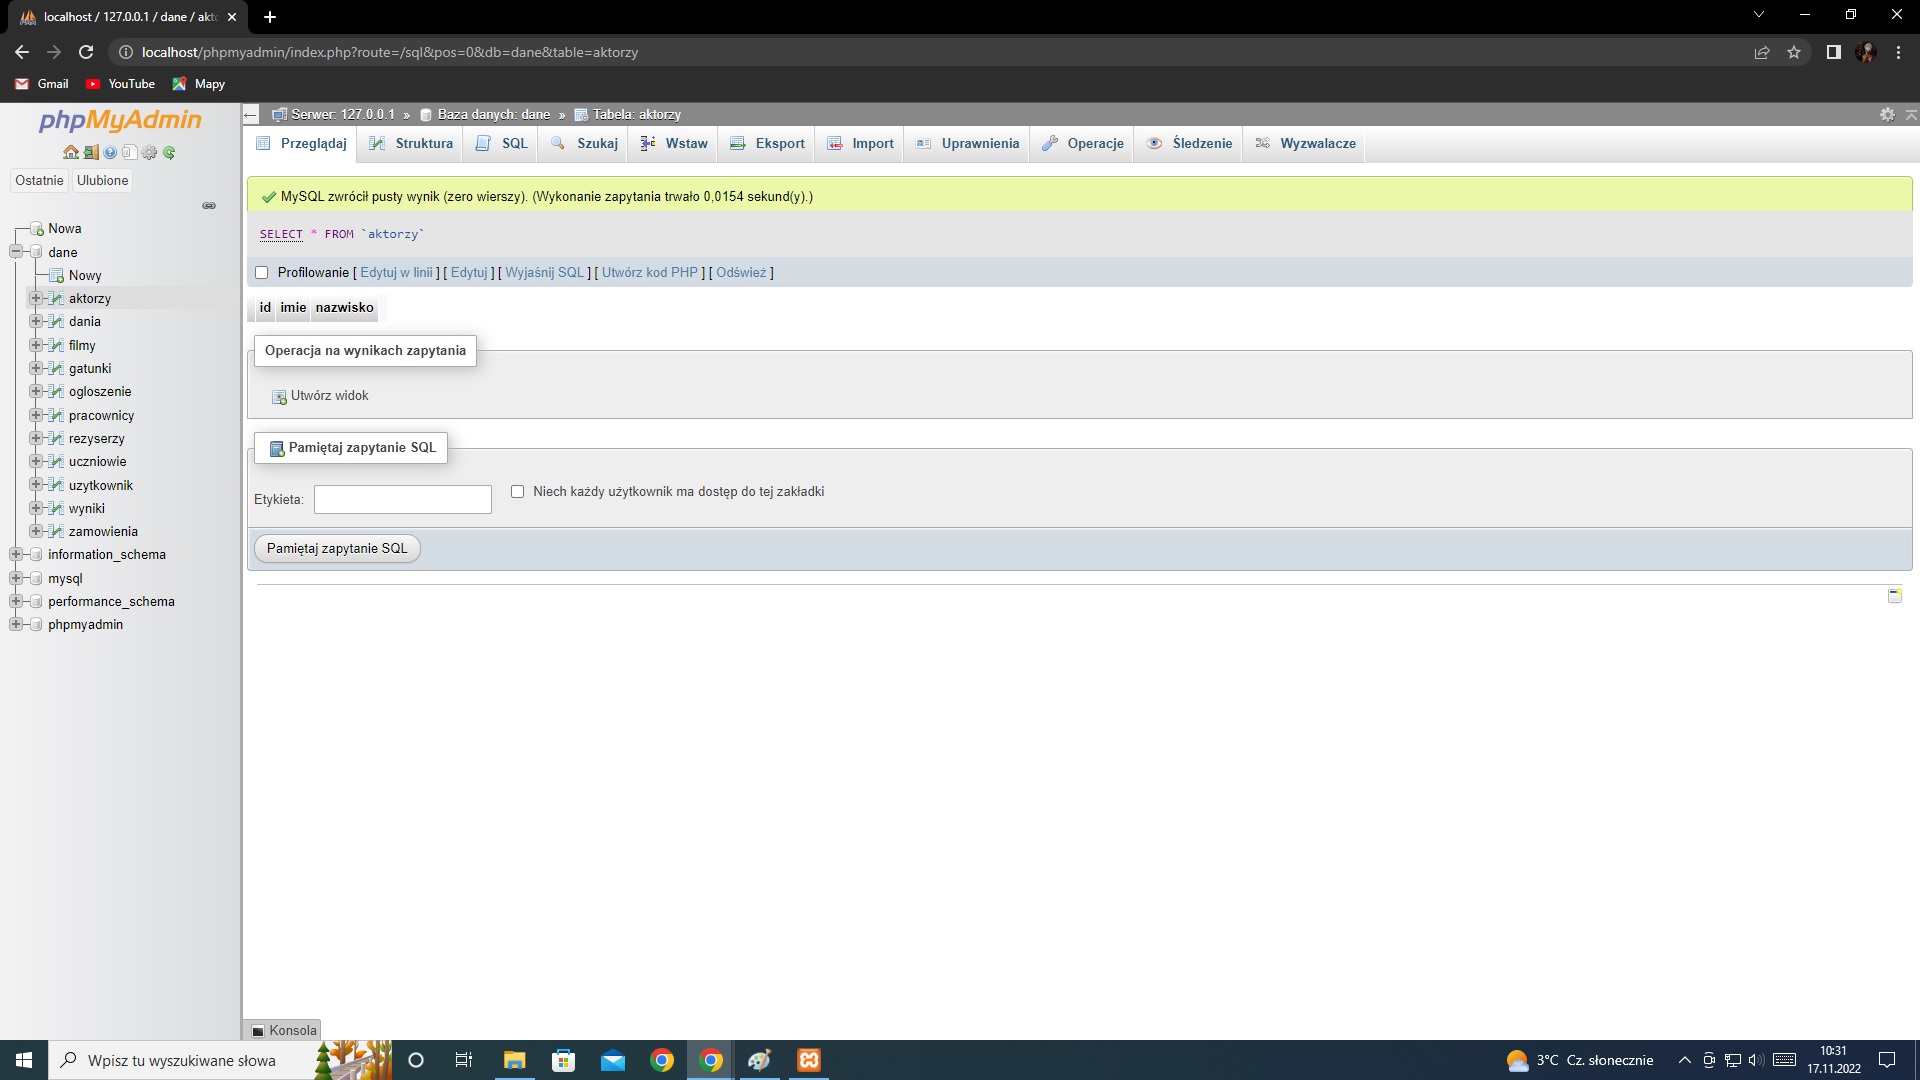 localhost / 127.0.0.1 / dane / akto
localhost/phpmyadmin/index.php?route=/sql&pos=0&db=dane&table=aktorzy
Gmail YouTube Mapy
phpMyAdmin
Ostatnie Ulubione
Nowa
dane
Nowy
aktorzy
dania
filmy
gatunki
ogloszenie
pracownicy
rezyserzy
uczniowie
uzytkownik
wyniki
zamowienia
information_schema
mysql
performance_schema
phpmyadmin
Serwer: 127.0.0.1 » Baza danych: dane » Tabela: aktorzy
Przeglądaj Struktura SQL Szukaj Wstaw Eksport Import Uprawnienia Operacje Śledzenie Wyzwalacze
MySQL zwrócił pusty wynik (zero wierszy). (Wykonanie zapytania trwało 0,0154 sekund(y).)
SELECT * FROM `aktorzy`
Profilowanie [ Edytuj w linii ] [ Edytuj ] [ Wyjaśnij SQL ] [ Utwórz kod PHP ] [ Odśwież ]
id imie nazwisko
Operacja na wynikach zapytania
Utwórz widok
Pamiętaj zapytanie SQL
Etykieta: Niech każdy użytkownik ma dostęp do tej zakładki
Pamiętaj zapytanie SQL
Konsola
Wpisz tu wyszukiwane słowo
3°C Cz. słonecznie
10:31
17.11.2022